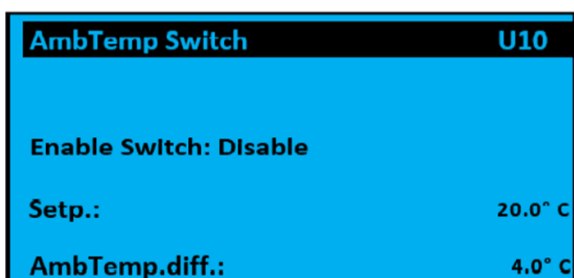 AmbTemp Switch U10
Enable Switch: Disable
Setp.: 20.0° C
AmbTemp.diff.: 4.0° C